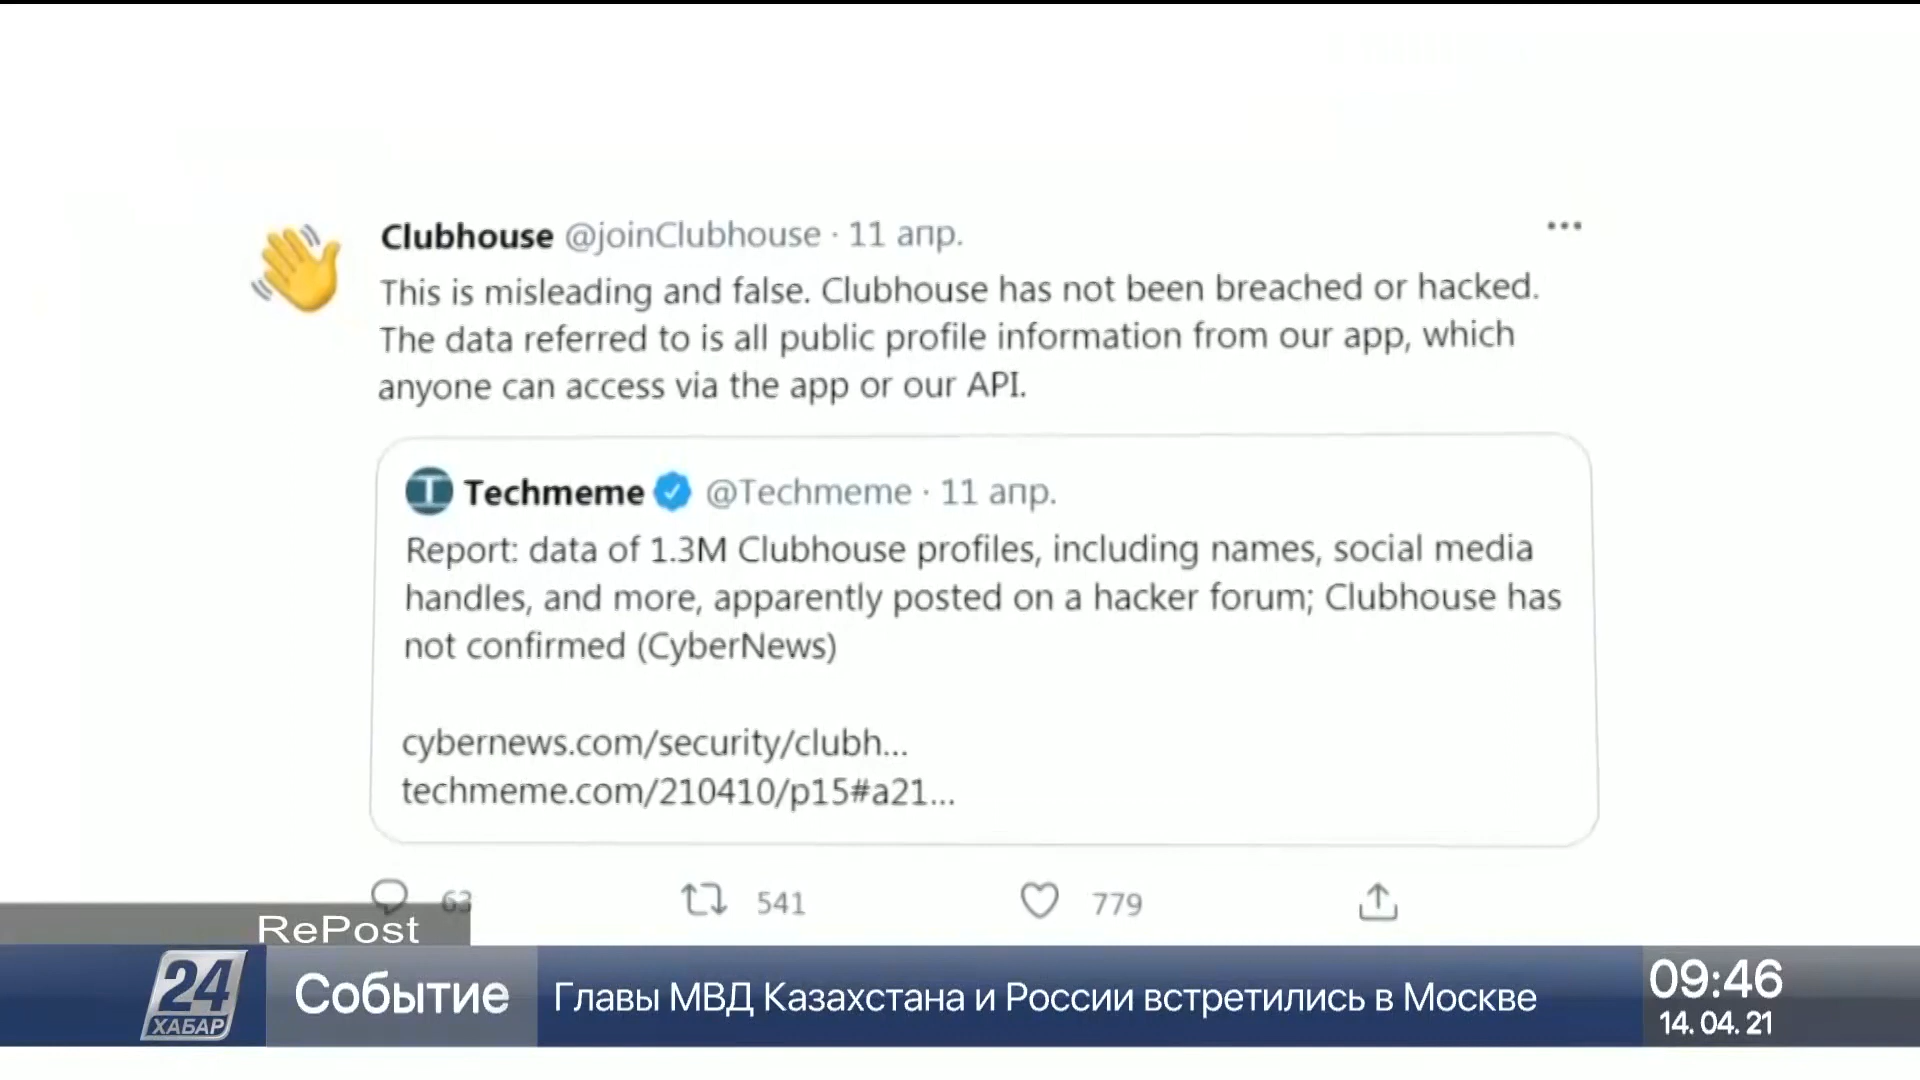 Clubhouse @joinClubhouse · 11 апр.
This is misleading and false. Clubhouse has not been breached or hacked.
The data referred to is all public profile information from our app, which
anyone can access via the app or our API.
Techmeme @Techmeme · 11 апр.
Report: data of 1.3M Clubhouse profiles, including names, social media
handles, and more, apparently posted on a hacker forum; Clubhouse has
not confirmed (CyberNews)
cybernews.com/security/clubh...
techmeme.com/210410/p15#a21...
63 541 779
RePost
24
ХАБАР
Событие
Главы МВД Казахстана и России встретились в Москве
09:46
14. 04. 21